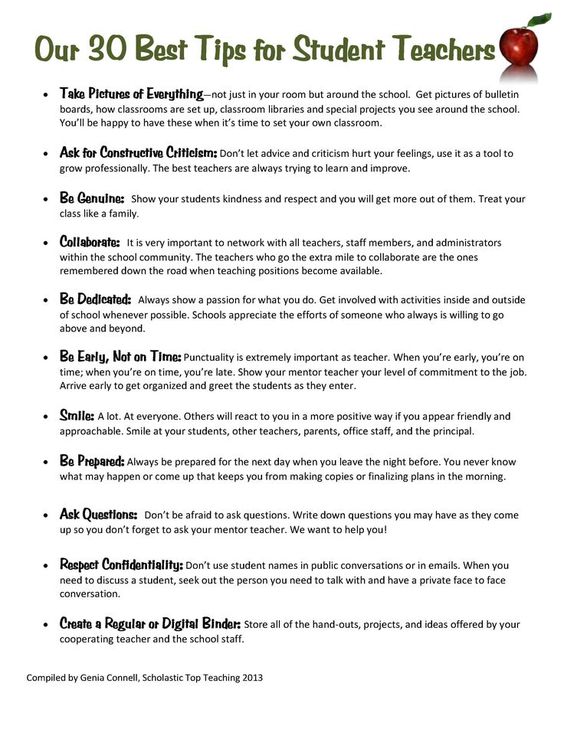 Our 30 Best Tips for Student Teachers
• Take Pictures of Everything—not just in your room but around the school. Get pictures of bulletin
boards, how classrooms are set up, classroom libraries and special projects you see around the school.
You'll be happy to have these when it's time to set your own classroom.
• Ask for Constructive Criticism: Don't let advice and criticism hurt your feelings, use it as a tool to
grow professionally. The best teachers are always trying to learn and improve.
• Be Genuine: Show your students kindness and respect and you will get more out of them. Treat your
class like a family.
• Collaborate: It is very important to network with all teachers, staff members, and administrators
within the school community. The teachers who go the extra mile to collaborate are the ones
remembered down the road when teaching positions become available.
• Be Dedicated: Always show a passion for what you do. Get involved with activities inside and outside
of school whenever possible. Schools appreciate the efforts of someone who always is willing to go
above and beyond.
• Be Early, Not on Time: Punctuality is extremely important as teacher. When you're early, you're on
time; when you're on time, you're late. Show your mentor teacher your level of commitment to the job.
Arrive early to get organized and greet the students as they enter.
• Smile: A lot. At everyone. Others will react to you in a more positive way if you appear friendly and
approachable. Smile at your students, other teachers, parents, office staff, and the principal.
• Be Prepared: Always be prepared for the next day when you leave the night before. You never know
what may happen or come up that keeps you from making copies or finalizing plans in the morning.
• Ask Questions: Don't be afraid to ask questions. Write down questions you may have as they come
up so you don't forget to ask your mentor teacher. We want to help you!
• Respect Confidentiality: Don't use student names in public conversations or in emails. When you
need to discuss a student, seek out the person you need to talk with and have a private face to face
conversation.
• Create a Regular or Digital Binder: Store all of the hand-outs, projects, and ideas offered by your
cooperating teacher and the school staff.
Compiled by Genia Connell, Scholastic Top Teaching 2013